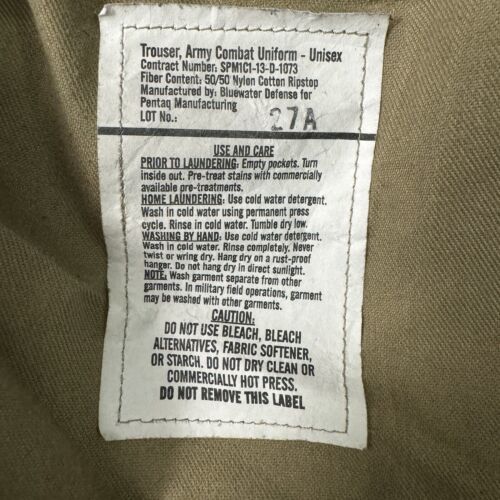 Trouser, Army Combat Uniform - Unisex
Contract Number: SPM1C1-13-D-1073
Fiber Content: 50/50 Nylon Cotton Ripstop
Manufactured by: Bluewater Defense for
Pentaq Manufacturing
LOT No.: 27A
USE AND CARE
PRIOR TO LAUNDERING: Empty pockets. Turn
inside out. Pre-treat stains with commercially
available pre-treatments.
HOME LAUNDERING: Use cold water detergent.
Wash in cold water using permanent press
cycle. Rinse in cold water. Tumble dry low.
WASHING BY HAND: Use cold water detergent.
Wash in cold water. Rinse completely. Never
twist or wring dry. Hang dry on a rust-proof
hanger. Do not hang dry in direct sunlight.
NOTE: Wash garment separate from other
garments. In military field operations, garment
may be washed with other garments.
CAUTION:
DO NOT USE BLEACH, BLEACH
ALTERNATIVES, FABRIC SOFTENER,
OR STARCH. DO NOT DRY CLEAN OR
COMMERCIALLY HOT PRESS.
DO NOT REMOVE THIS LABEL